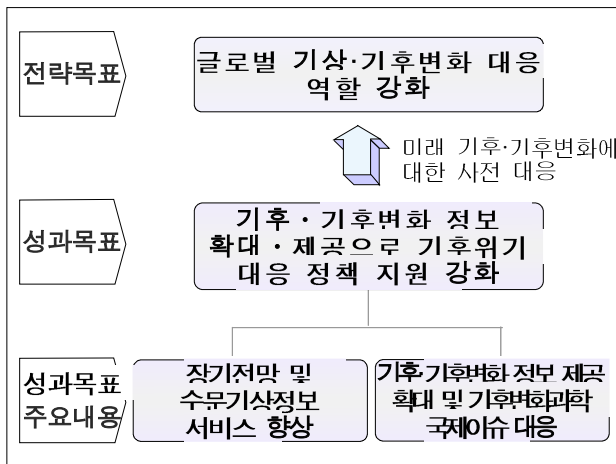 전략목표
글로벌 기상·기후변화 대응
역할 강화
미래 기후·기후변화에
대한 사전 대응
성과목표
기후·기후변화 정보
확대·제공으로 기후위기
대응 정책 지원 강화
성과목표
주요내용
장기전망 및
수문기상정보
서비스 향상
기후·기후변화 정보 제공
확대 및 기후변화과학
국제이슈 대응